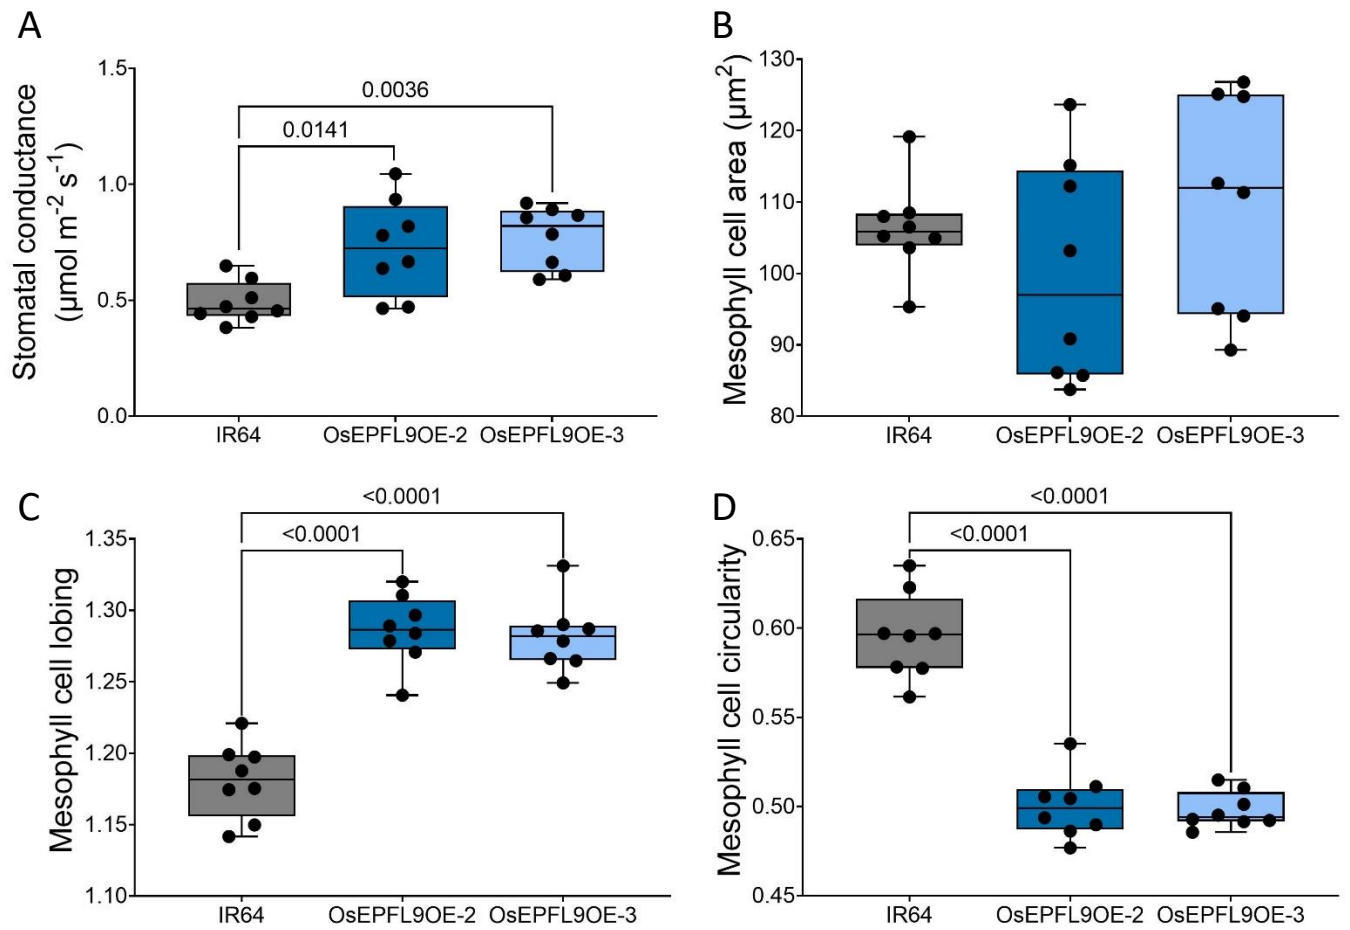 A
Stomatal conductance
(µmol m-2 s-1)
1.5
1.0
0.5
0.0
0.0036
0.0141
IR64
OsEPFL9OE-2
OsEPFL9OE-3
B
Mesophyll cell area (µm2)
130
120
110
100
90
80
IR64
OsEPFL9OE-2
OsEPFL9OE-3
C
Mesophyll cell lobing
1.35
1.30
1.25
1.20
1.15
1.10
<0.0001
<0.0001
IR64
OsEPFL9OE-2
OsEPFL9OE-3
D
Mesophyll cell circularity
0.65
0.60
0.55
0.50
0.45
<0.0001
<0.0001
IR64
OsEPFL9OE-2
OsEPFL9OE-3